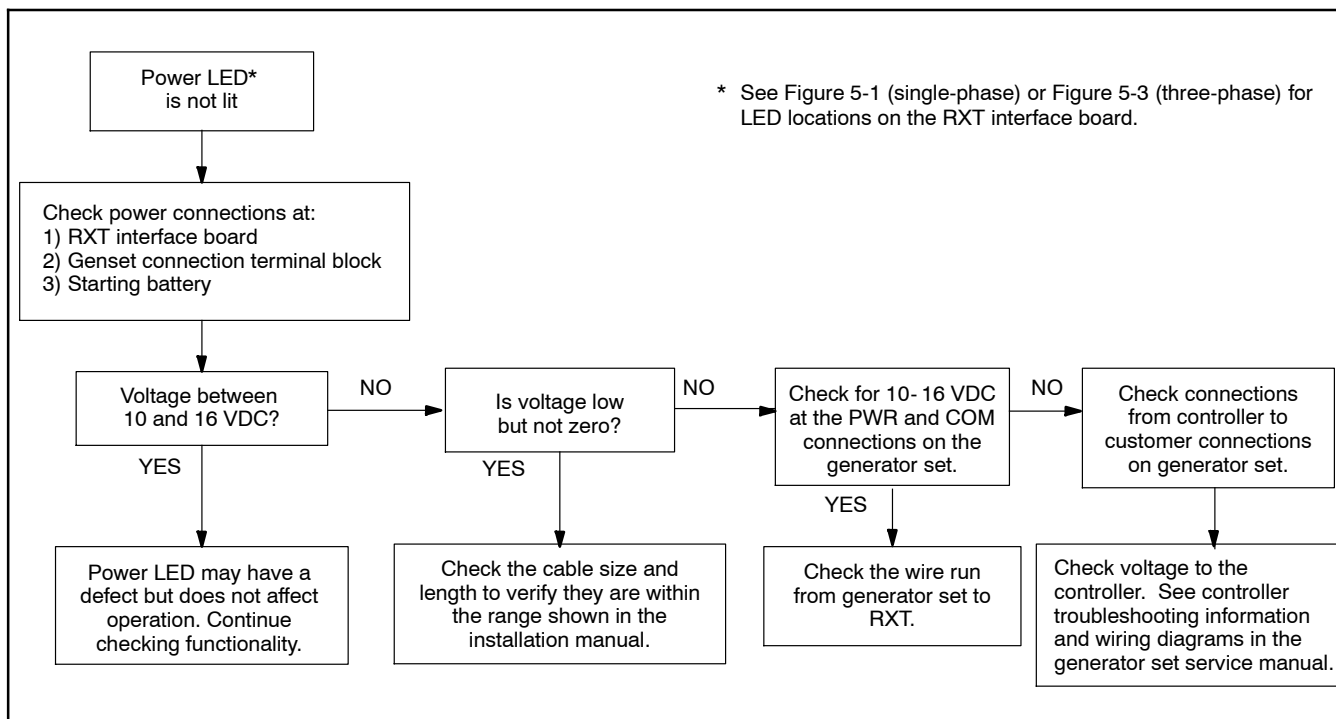 Power LED*
is not lit
* See Figure 5-1 (single-phase) or Figure 5-3 (three-phase) for
LED locations on the RXT interface board.
Check power connections at:
1) RXT interface board
2) Genset connection terminal block
3) Starting battery
Voltage between
10 and 16 VDC?
NO
Is voltage low
but not zero?
NO
Check for 10- 16 VDC
at the PWR and COM
connections on the
generator set.
NO
Check connections
from controller to
customer connections
on generator set.
YES
YES
YES
Power LED may have a
defect but does not affect
operation. Continue
checking functionality.
Check the cable size and
length to verify they are within
the range shown in the
installation manual.
Check the wire run
from generator set to
RXT.
Check voltage to the
controller. See controller
troubleshooting information
and wiring diagrams in the
generator set service manual.